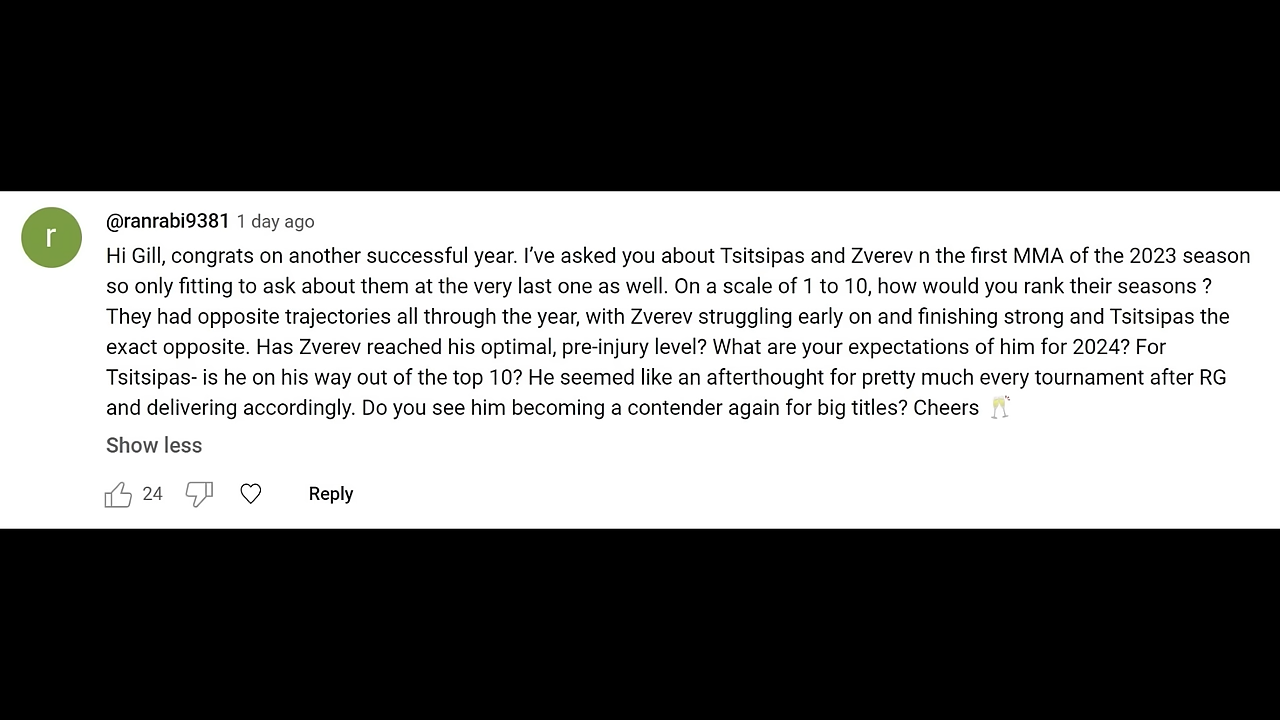 r
@ranrabi9381 1 day ago
Hi Gill, congrats on another successful year. I’ve asked you about Tsitsipas and Zverev n the first MMA of the 2023 season
so only fitting to ask about them at the very last one as well. On a scale of 1 to 10, how would you rank their seasons ?
They had opposite trajectories all through the year, with Zverev struggling early on and finishing strong and Tsitsipas the
exact opposite. Has Zverev reached his optimal, pre-injury level? What are your expectations of him for 2024? For
Tsitsipas- is he on his way out of the top 10? He seemed like an afterthought for pretty much every tournament after RG
and delivering accordingly. Do you see him becoming a contender again for big titles? Cheers 🥂
Show less
24 Reply